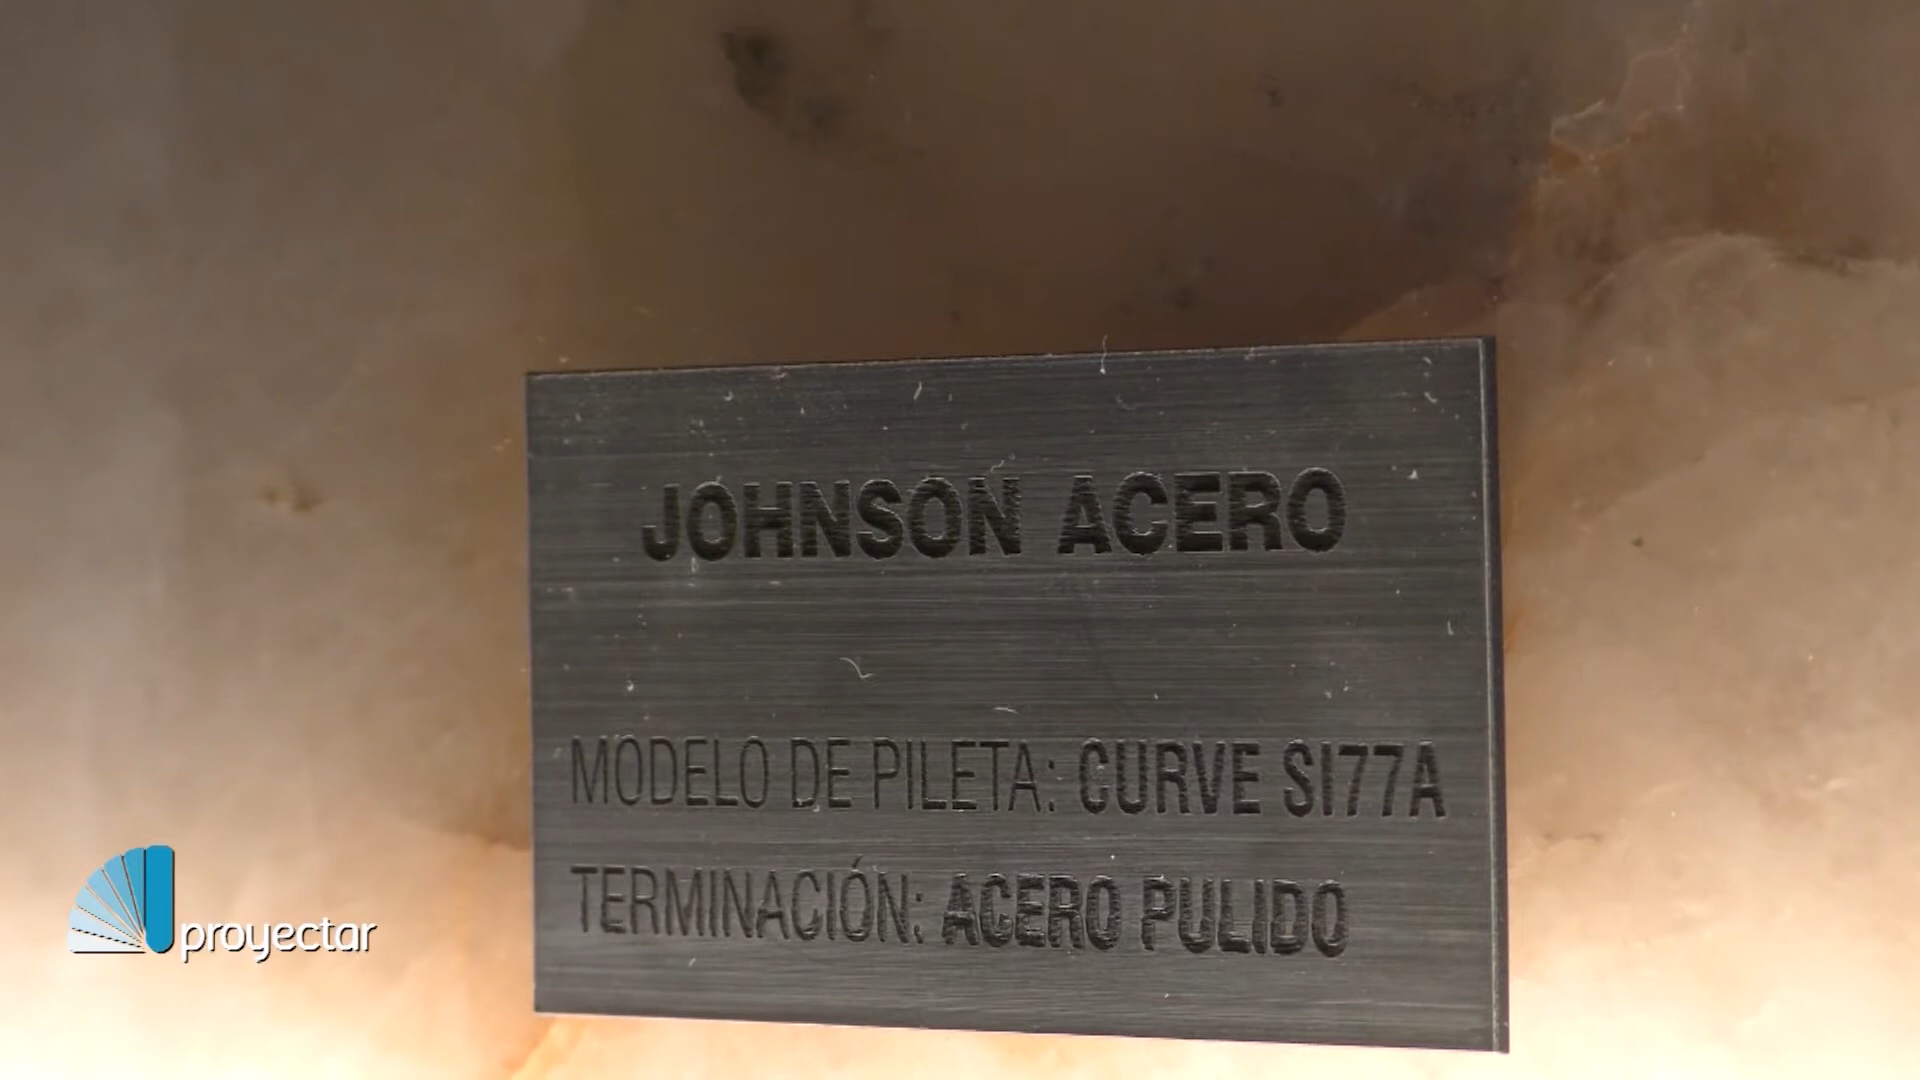 JOHNSON ACERO
MODELO DE PILETA: CURVE SI77A
TERMINACIÓN: ACERO PULIDO
proyectar